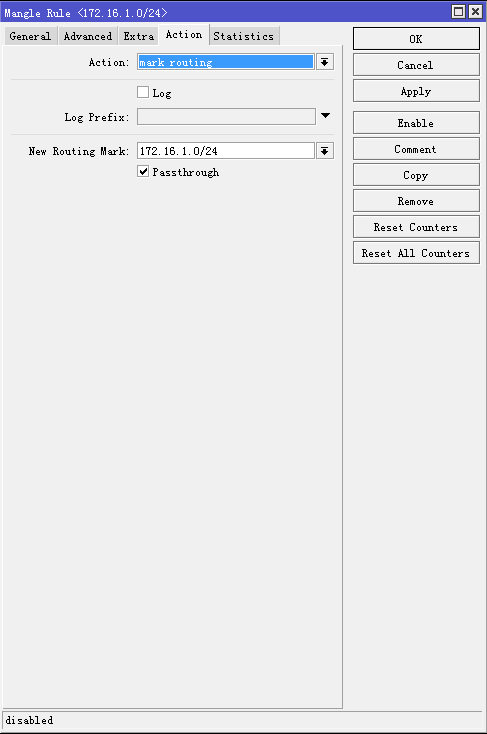 Mangle Rule <172.16.1.0/24>
General Advanced Extra Action Statistics
Action: mark routing
Log
Log Prefix:
New Routing Mark: 172.16.1.0/24
Passthrough
OK
Cancel
Apply
Enable
Comment
Copy
Remove
Reset Counters
Reset All Counters
disabled